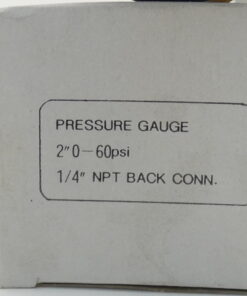 PRESSURE GAUGE
2"0-60psi
1/4" NPT BACK CONN.